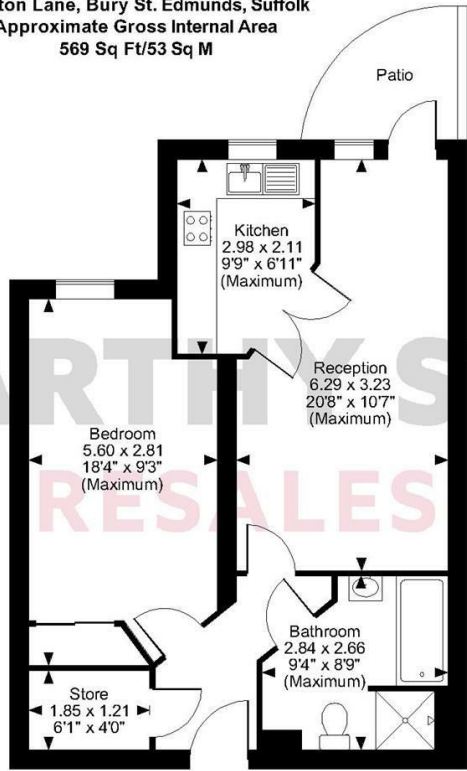 ton Lane, Bury St. Edmunds, Suffolk
Approximate Gross Internal Area
569 Sq Ft/53 Sq M
Patio
Kitchen
2.98 x 2.11
9'9" x 6'11"
(Maximum)
Reception
6.29 x 3.23
20'8" x 10'7"
(Maximum)
Bedroom
5.60 x 2.81
18'4" x 9'3"
(Maximum)
ARTHY S
RESALES
Bathroom
2.84 x 2.66
9'4" x 8'9"
(Maximum)
Store
1.85 x 1.21
6'1" x 4'0"